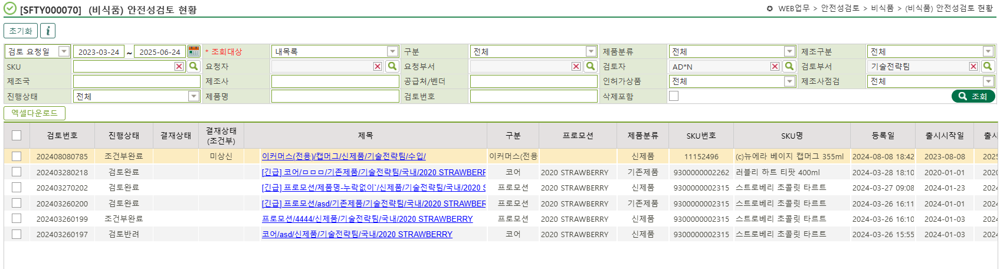 [SFTY000070] (비식품) 안전성검토 현황
WEB업무 > 안전성검토 > 비식품 > (비식품) 안전성검토 현황
초기화 i
검토 요청일 2023-03-24 ~ 2025-06-24 * 조회대상 내목록 구분 전체 제품분류 전체 제조구분 전체
SKU 요청자 요청부서 검토자 AD*N 검토부서 기술전략팀
제조국 제조사 공급처/벤더 인허가상품 전체 제조사점검 전체
진행상태 전체 제품명 검토번호 삭제포함 조회
엑셀다운로드
검토번호 진행상태 결재상태 결재상태 (조건부) 제목 구분 프로모션 제품분류 SKU번호 SKU명 등록일 출시시작일 출시
202408080785 조건부완료 미상신 이커머스(전용)/캡머그/신제품/기술전략팀/수입/ 이커머스(전용 신제품 11152496 (c)뉴에라 베이지 캡머그 355ml 2024-08-08 18:42 2023-08-08 2025
202403280218 검토완료 [긴급] 코어/ㅁㅁㅁ/기존제품/기술전략팀/국내/2020 STRAWBERR 코어 2020 STRAWBERRY 기존제품 9300000002262 러블리 하트 티팟 400ml 2024-03-28 18:10 2020-01-01 2020
202403270202 검토완료 [긴급] 프로모션/제품명-누락없이`/신제품/기술전략팀/국내/2020 S 프로모션 2020 STRAWBERRY 신제품 9300000002315 스트로베리 초콜릿 타르트 2024-03-27 09:08 2024-01-23 2024
202403260200 검토완료 [긴급] 프로모션/asd/기존제품/기술전략팀/국내/2020 STRAWBER 프로모션 2020 STRAWBERRY 기존제품 9300000002315 스트로베리 초콜릿 타르트 2024-03-26 16:11 2024-01-01 2024
202403260199 조건부완료 프로모션/4444/신제품/기술전략팀/국내/2020 STRAWBERRY 프로모션 2020 STRAWBERRY 신제품 9300000002315 스트로베리 초콜릿 타르트 2024-03-26 16:10 2024-01-03 2024
202403260197 검토반려 코어/asd/신제품/기술전략팀/국내/2020 STRAWBERRY 코어 2020 STRAWBERRY 신제품 9300000002315 스트로베리 초콜릿 타르트 2024-03-26 15:55 2024-01-03 2024